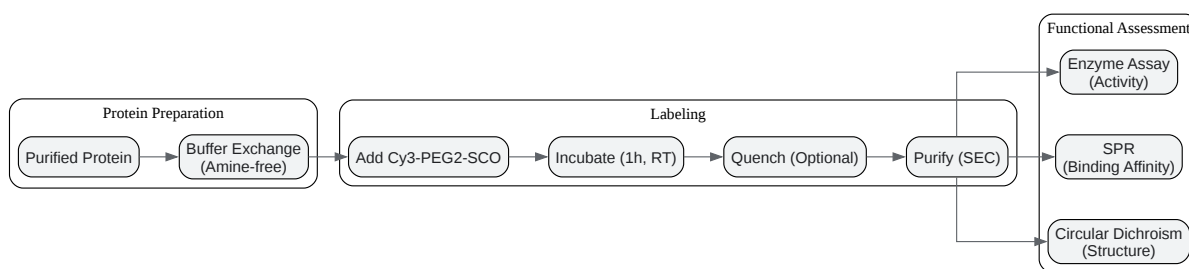 Protein Preparation
Purified Protein
Buffer Exchange
(Amine-free)
Labeling
Add Cy3-PEG2-SCO
Incubate (1h, RT)
Quench (Optional)
Purify (SEC)
Functional Assessment
Enzyme Assay
(Activity)
SPR
(Binding Affinity)
Circular Dichroism
(Structure)